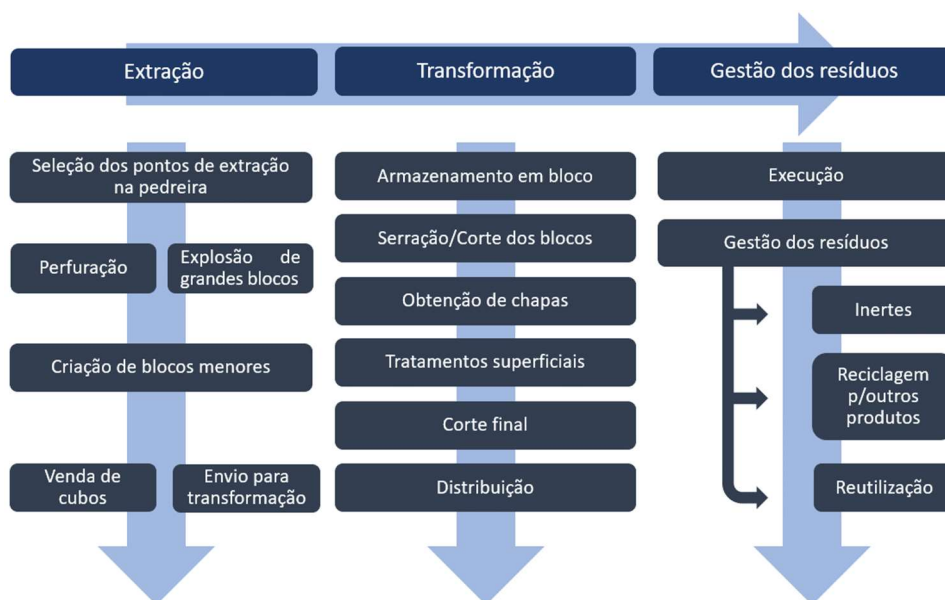 Extração
Transformação
Gestão dos resíduos
Seleção dos pontos de extração
na pedreira
Perfuração
Explosão de
grandes blocos
Criação de blocos menores
Venda de
cubos
Envio para
transformação
Armazenamento em bloco
Serração/Corte dos blocos
Obtenção de chapas
Tratamentos superficiais
Corte final
Distribuição
Execução
Gestão dos resíduos
Inertes
Reciclagem
p/outros
produtos
Reutilização